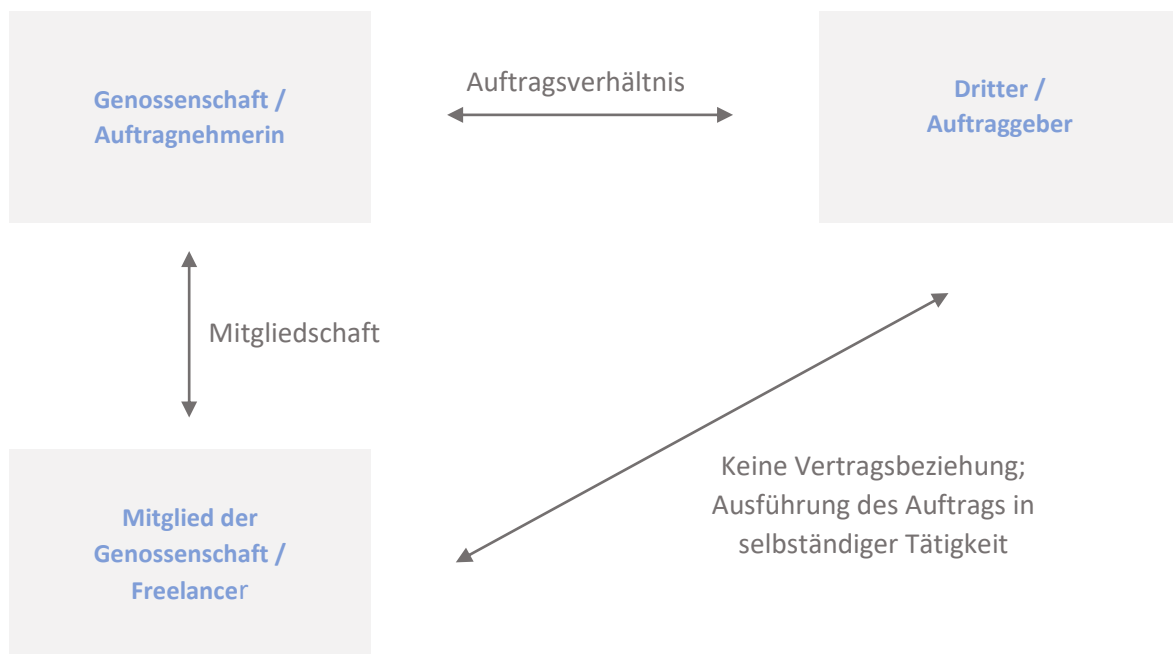 Genossenschaft /
Auftragnehmerin
Auftragsverhältnis
Dritter /
Auftraggeber
Mitgliedschaft
Keine Vertragsbeziehung;
Ausführung des Auftrags in
selbständiger Tätigkeit
Mitglied der
Genossenschaft /
Freelancer